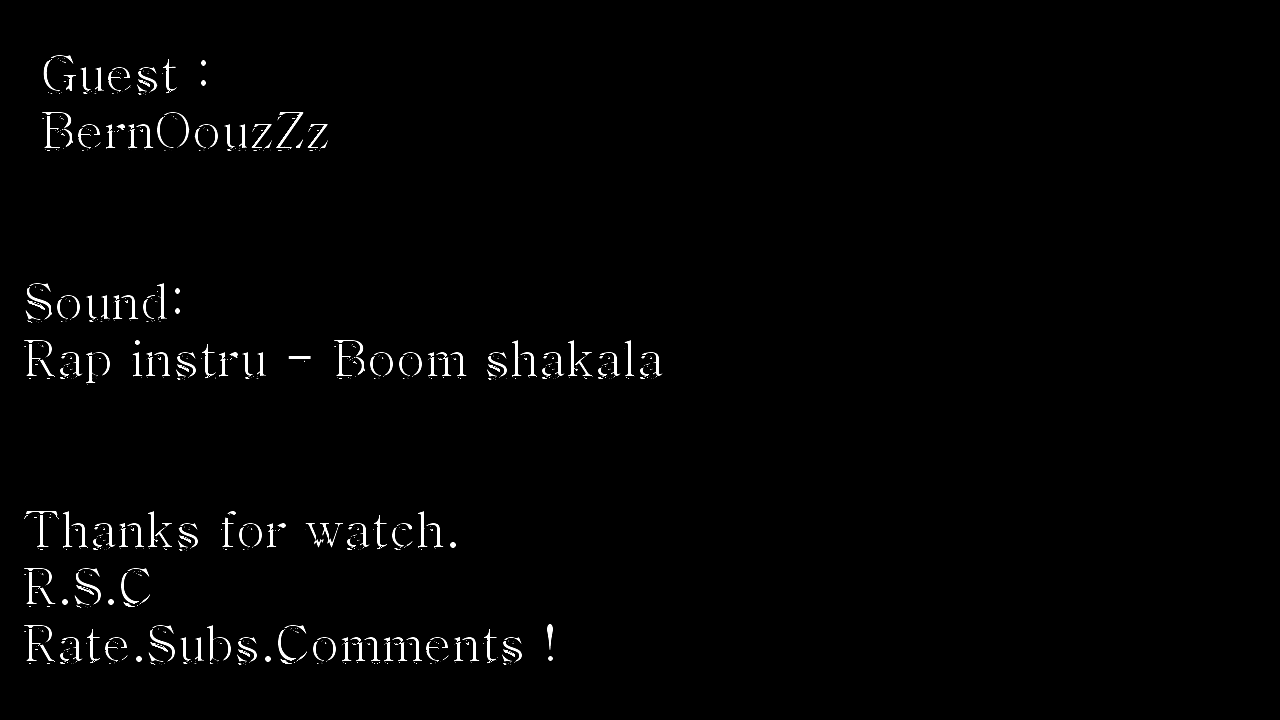 Guest :
BernOouzZz
Sound:
Rap instru - Boom shakala
Thanks for watch.
R.S.C
Rate.Subs.Comments !